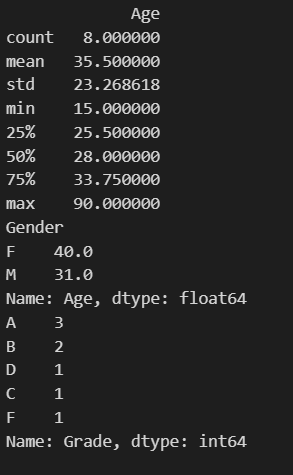 Age
count   8.000000
mean   35.500000
std    23.268618
min    15.000000
25%    25.500000
50%    28.000000
75%    33.750000
max    90.000000
Gender
F    40.0
M    31.0
Name: Age, dtype: float64
A    3
B    2
D    1
C    1
F    1
Name: Grade, dtype: int64